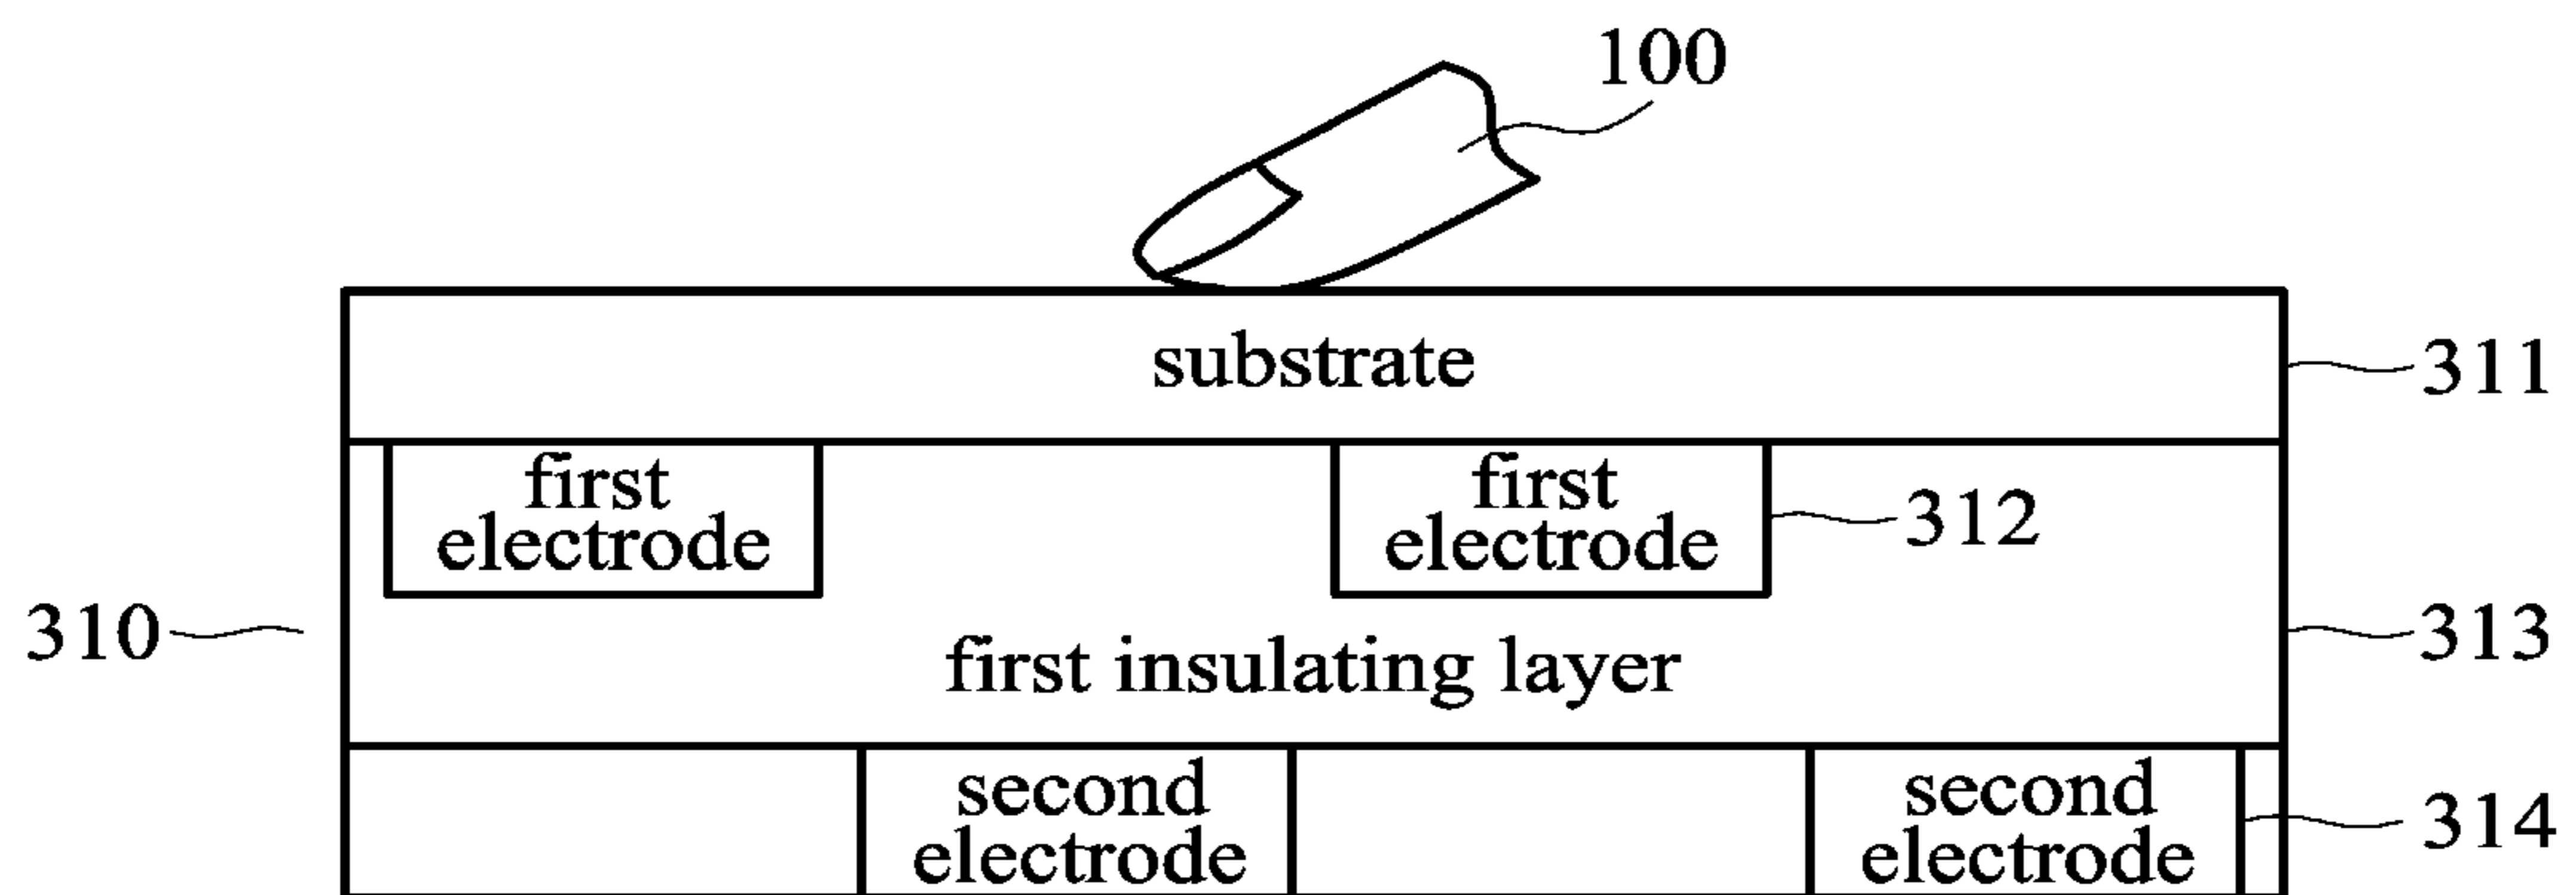 100
substrate
311
first
electrode
first
electrode
312
310
first insulating layer
313
second
electrode
second
electrode
314